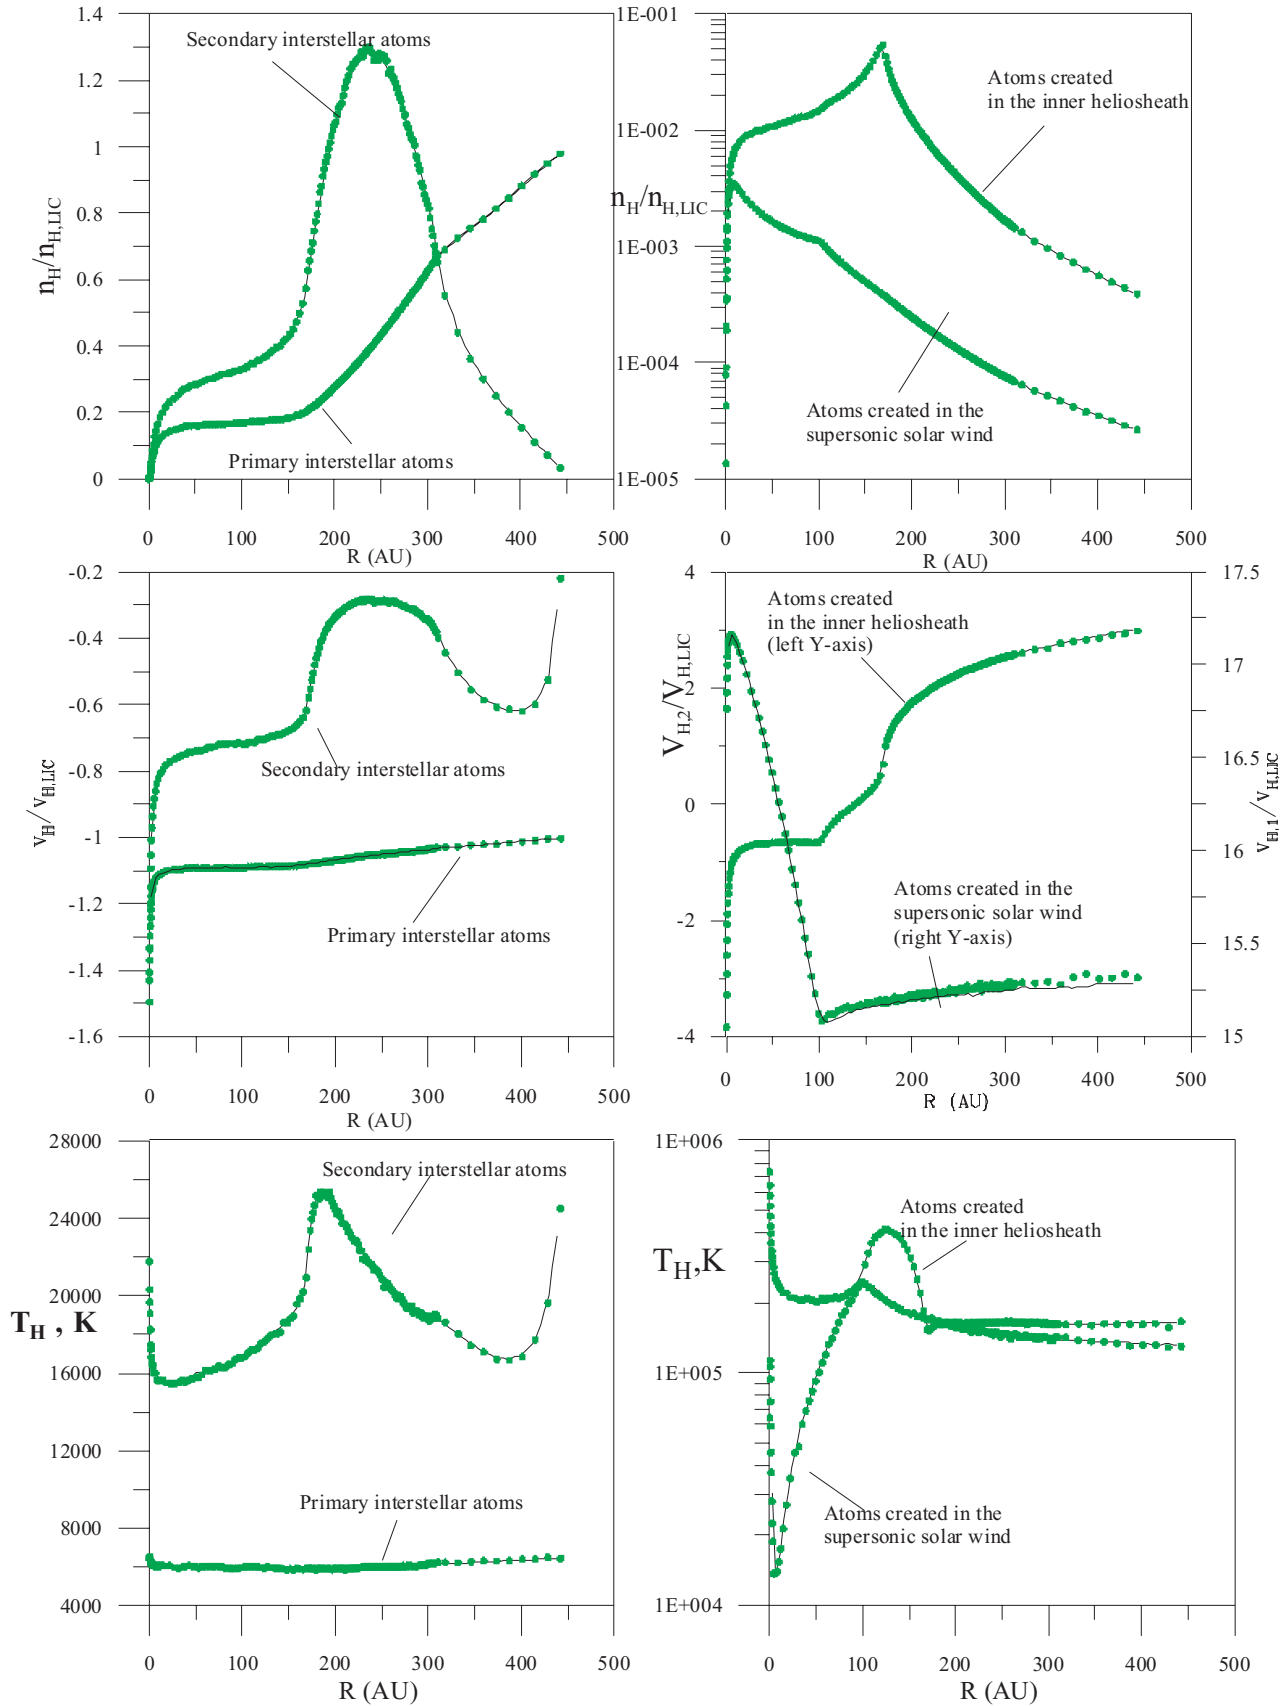 1.4
1.2
1
0.8
0.6
0.4
0.2
0
n_H/n_H,LIC
Secondary interstellar atoms
Primary interstellar atoms
0 100 200 300 400 500
R (AU)
1E-001
1E-002
1E-003
1E-004
1E-005
n_H/n_H,LIC
Atoms created
in the inner heliosheath
Atoms created in the
supersonic solar wind
0 100 200 300 400 500
R (AU)
-0.2
-0.4
-0.6
-0.8
-1
-1.2
-1.4
-1.6
v_H/v_H,LIC
Secondary interstellar atoms
Primary interstellar atoms
0 100 200 300 400 500
R (AU)
4
2
0
-2
-4
V_H,2/V_H,LIC
Atoms created
in the inner heliosheath
(left Y-axis)
Atoms created in the
supersonic solar wind
(right Y-axis)
17.5
17
16.5
16
15.5
15
v_H,1/v_H,LIC
0 100 200 300 400 500
R (AU)
28000
24000
20000
16000
12000
8000
4000
T_H , K
Secondary interstellar atoms
Primary interstellar atoms
0 100 200 300 400 500
R (AU)
1E+006
1E+005
1E+004
T_H,K
Atoms created
in the inner heliosheath
Atoms created in the
supersonic solar wind
0 100 200 300 400 500
R (AU)